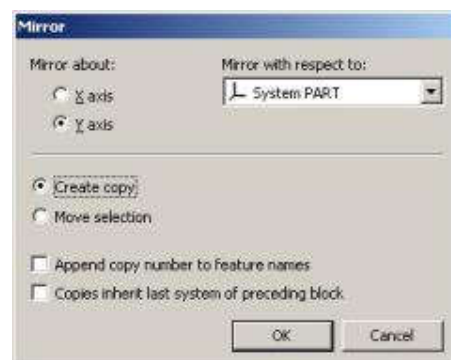 Mirror
Mirror about:
Mirror with respect to:
X axis
System PART
Y axis
Create copy
Move selection
Append copy number to feature names
Copies inherit last system of preceding block
OK
Cancel